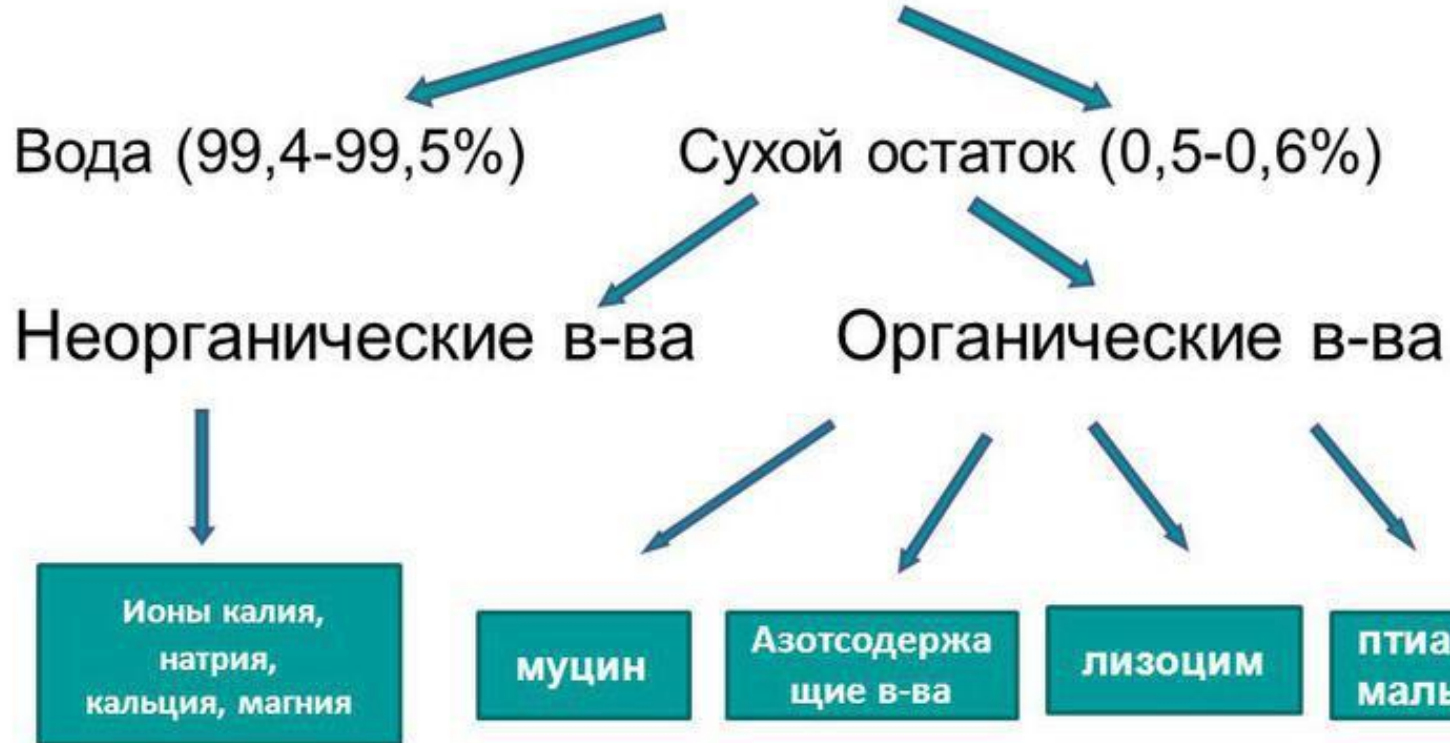 Вода (99,4-99,5%)
Сухой остаток (0,5-0,6%)
Неорганические в-ва
Органические в-ва
Ионы калия,
натрия,
кальция, магния
муцин
Азотсодержа
щие в-ва
лизоцим